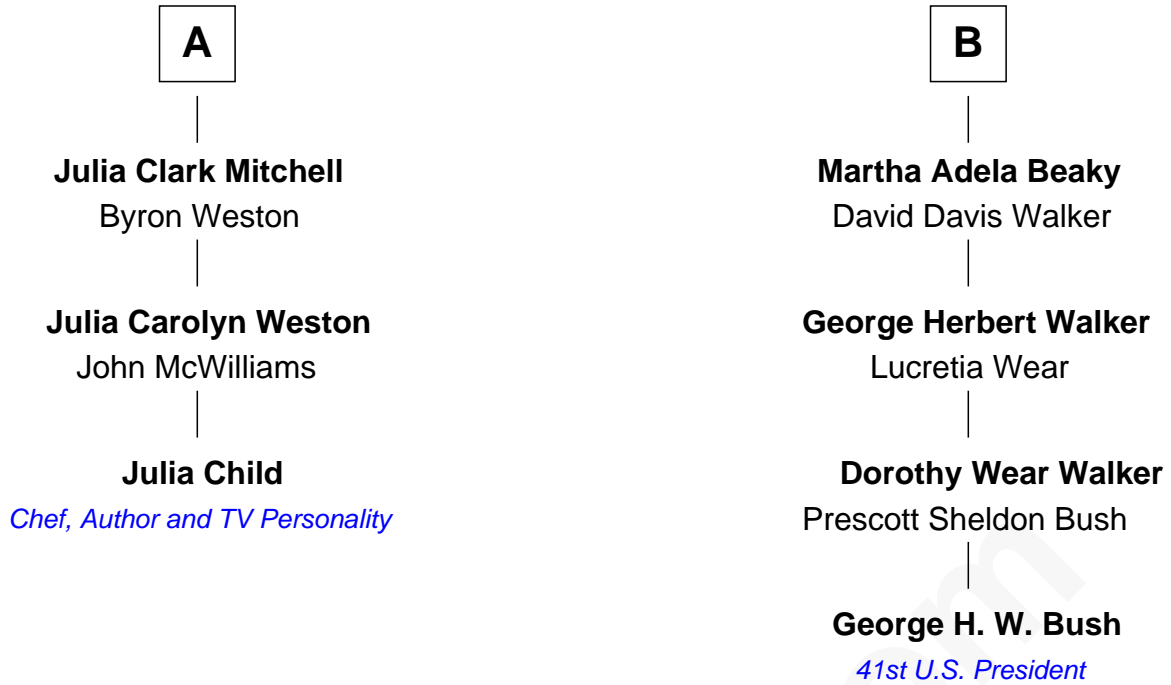 A
Julia Clark Mitchell
Byron Weston
Julia Carolyn Weston
John McWilliams
Julia Child
Chef, Author and TV Personality
B
Martha Adela Beaky
David Davis Walker
George Herbert Walker
Lucretia Wear
Dorothy Wear Walker
Prescott Sheldon Bush
George H. W. Bush
41st U.S. President